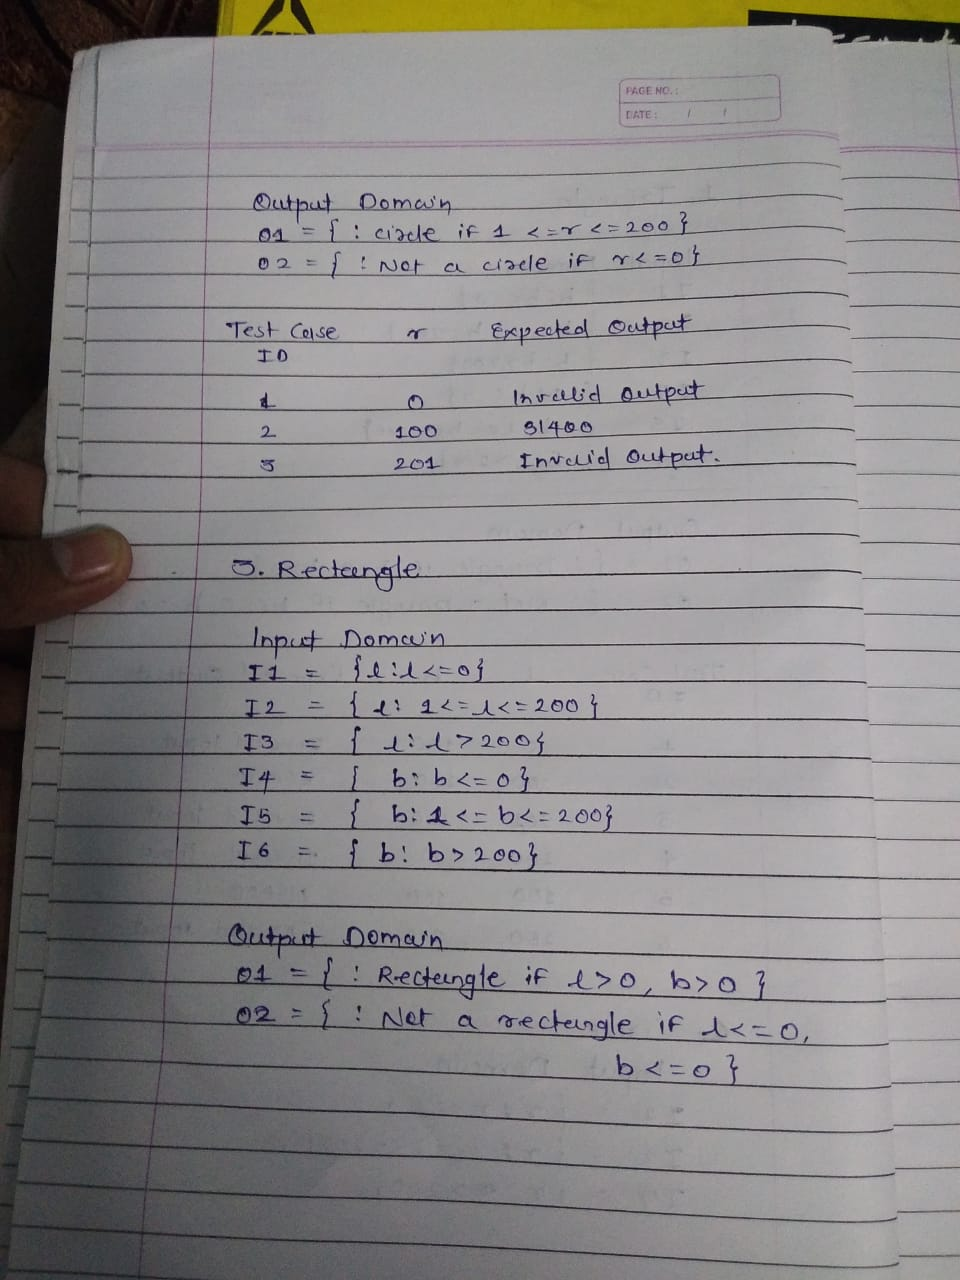 PAGE NO.:
DATE: / /
Output Domain
O1 = { : circle if 1 <=r <=200}
O2 = { : Not a circle if r<=0}
Test Case r Expected Output
ID
1 0 Invalid Output
2 100 31400
3 201 Invalid Output.
3. Rectangle
Input Domain
I1 = {l:l<=0}
I2 = { l: 1<=l<=200}
I3 = { l:l>200}
I4 = { b: b<=0}
I5 = { b: 1<=b<=200}
I6 = { b: b>200}
Output Domain
O1 = { : Rectangle if l>0, b>0 }
O2 = { : Not a rectangle if l<=0,
b<=0}